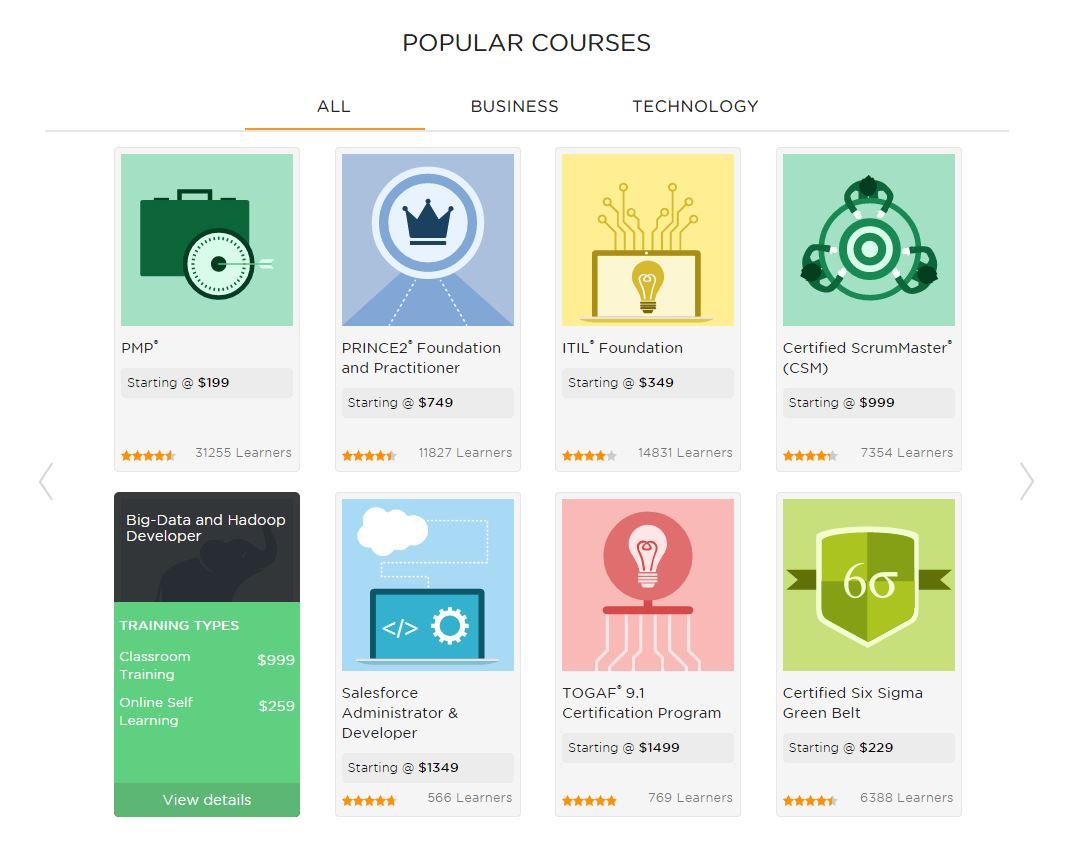 POPULAR COURSES
ALL
BUSINESS
TECHNOLOGY
PMP®
Starting @ $199
31255 Learners
PRINCE2® Foundation
and Practitioner
Starting @ $749
11827 Learners
ITIL® Foundation
Starting @ $349
14831 Learners
Certified ScrumMaster®
(CSM)
Starting @ $999
7354 Learners
Big-Data and Hadoop
Developer
TRAINING TYPES
Classroom
Training
$999
Online Self
Learning
$259
View details
</>
Salesforce
Administrator &
Developer
Starting @ $1349
566 Learners
TOGAF® 9.1
Certification Program
Starting @ $1499
769 Learners
6σ
Certified Six Sigma
Green Belt
Starting @ $229
6388 Learners